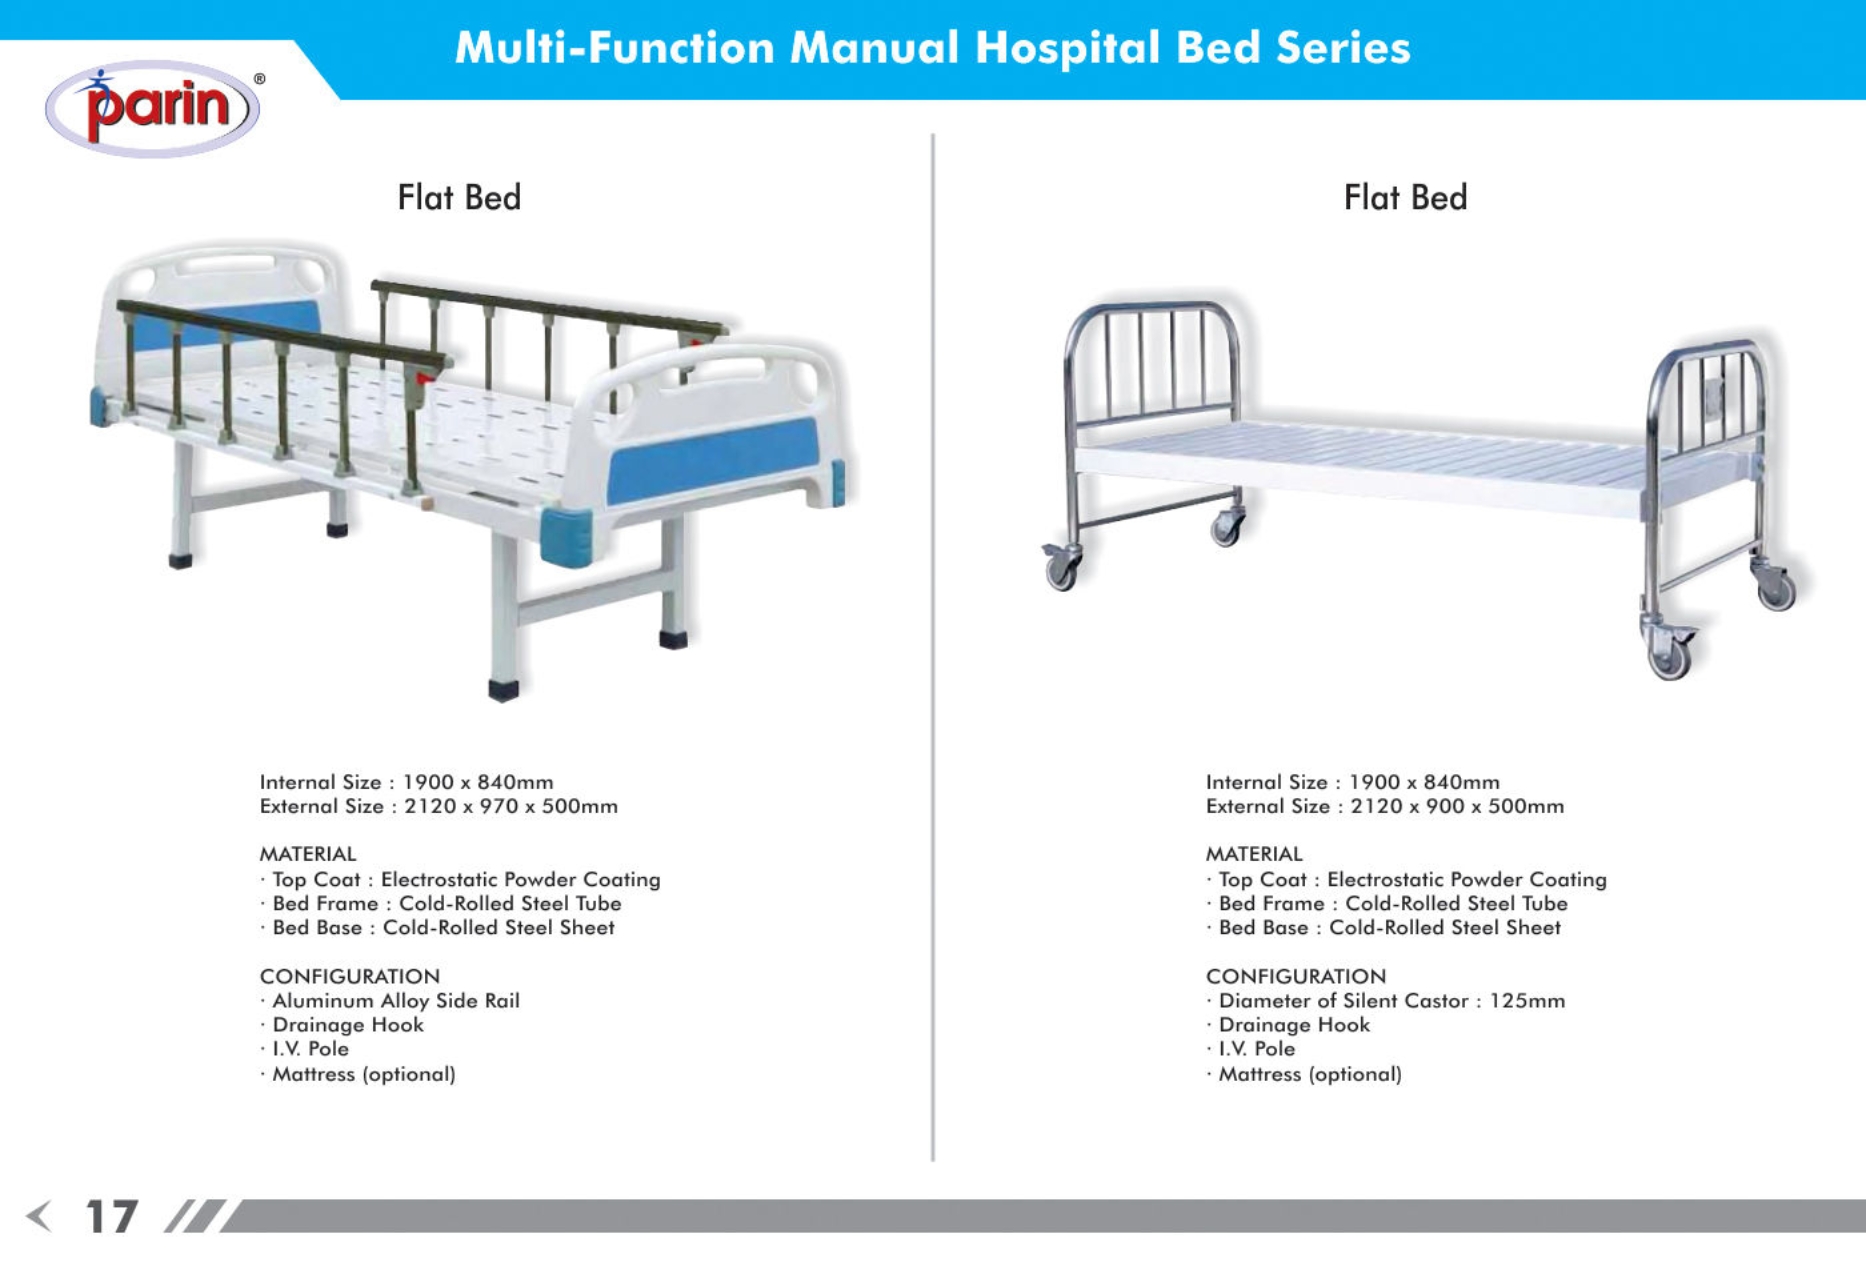 Multi-Function Manual Hospital Bed Series
parin®
Flat Bed
Internal Size : 1900 x 840mm
External Size : 2120 x 970 x 500mm
MATERIAL
· Top Coat : Electrostatic Powder Coating
· Bed Frame : Cold-Rolled Steel Tube
· Bed Base : Cold-Rolled Steel Sheet
CONFIGURATION
· Aluminum Alloy Side Rail
· Drainage Hook
· I.V. Pole
· Mattress (optional)
Flat Bed
Internal Size : 1900 x 840mm
External Size : 2120 x 900 x 500mm
MATERIAL
· Top Coat : Electrostatic Powder Coating
· Bed Frame : Cold-Rolled Steel Tube
· Bed Base : Cold-Rolled Steel Sheet
CONFIGURATION
· Diameter of Silent Castor : 125mm
· Drainage Hook
· I.V. Pole
· Mattress (optional)
17